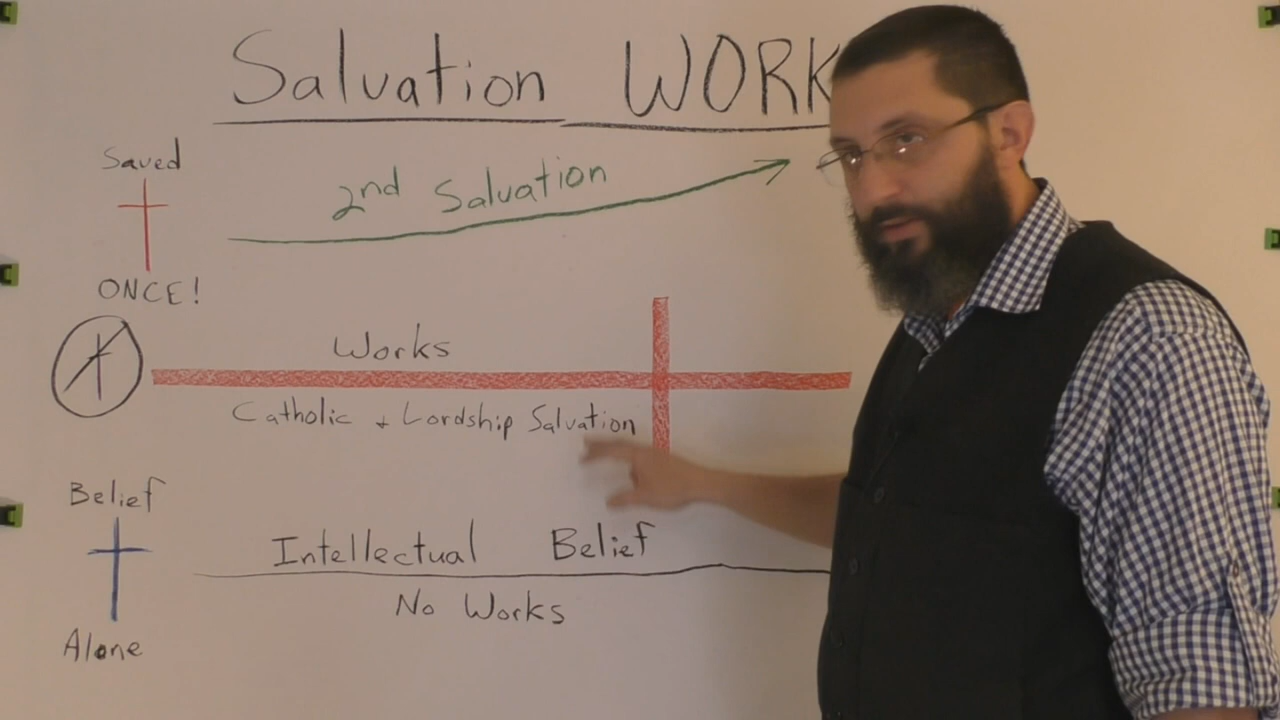 Salvation WORK
Saved
2nd Salvation
ONCE!
Works
Catholic + Lordship Salvation
Belief
Intellectual Belief
No Works
Alone